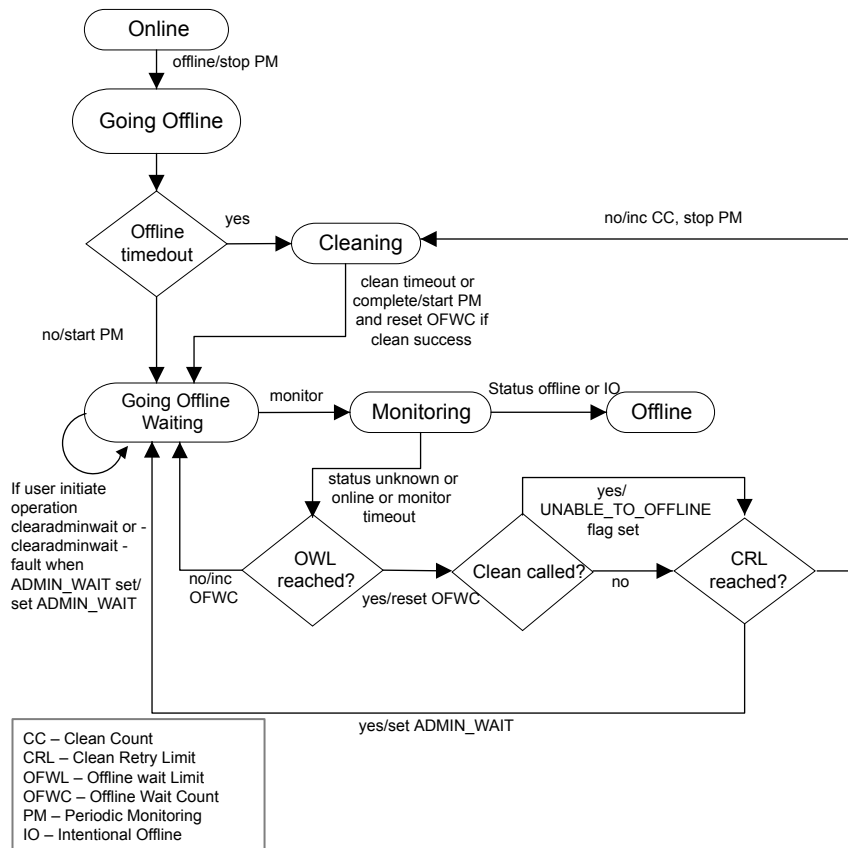 Online
offline/stop PM
Going Offline
Offline
timedout
yes
Cleaning
no/inc CC, stop PM
clean timeout or
complete/start PM
and reset OFWC if
clean success
no/start PM
Going Offline
Waiting
monitor
Monitoring
Status offline or IO
Offline
If user initiate
operation
clearadminwait or -
clearadminwait -
fault when
ADMIN_WAIT set/
set ADMIN_WAIT
status unknown or
online or monitor
timeout
yes/
UNABLE_TO_OFFLINE
flag set
no/inc
OFWC
OWL
reached?
yes/reset OFWC
Clean called?
no
CRL
reached?
yes/set ADMIN_WAIT
CC – Clean Count
CRL – Clean Retry Limit
OFWL – Offline wait Limit
OFWC – Offline Wait Count
PM – Periodic Monitoring
IO – Intentional Offline